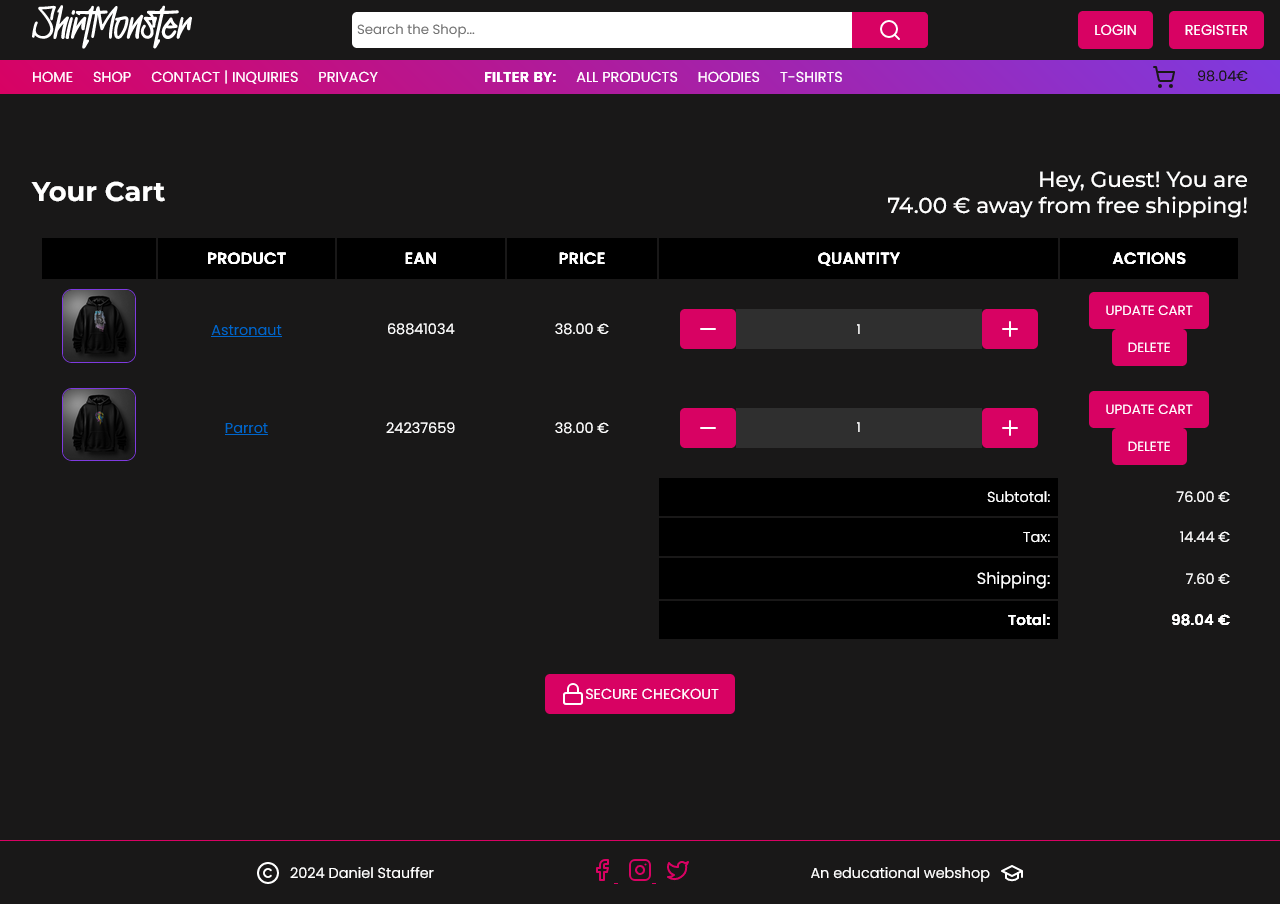 ShirtMonster
Search the Shop...
LOGIN
REGISTER
HOME SHOP CONTACT | INQUIRIES PRIVACY FILTER BY: ALL PRODUCTS HOODIES T-SHIRTS 98.04€
Your Cart
Hey, Guest! You are
74.00 € away from free shipping!
PRODUCT EAN PRICE QUANTITY ACTIONS
Astronaut 68841034 38.00 € 1 UPDATE CART
DELETE
Parrot 24237659 38.00 € 1 UPDATE CART
DELETE
Subtotal: 76.00 €
Tax: 14.44 €
Shipping: 7.60 €
Total: 98.04 €
SECURE CHECKOUT
© 2024 Daniel Stauffer An educational webshop